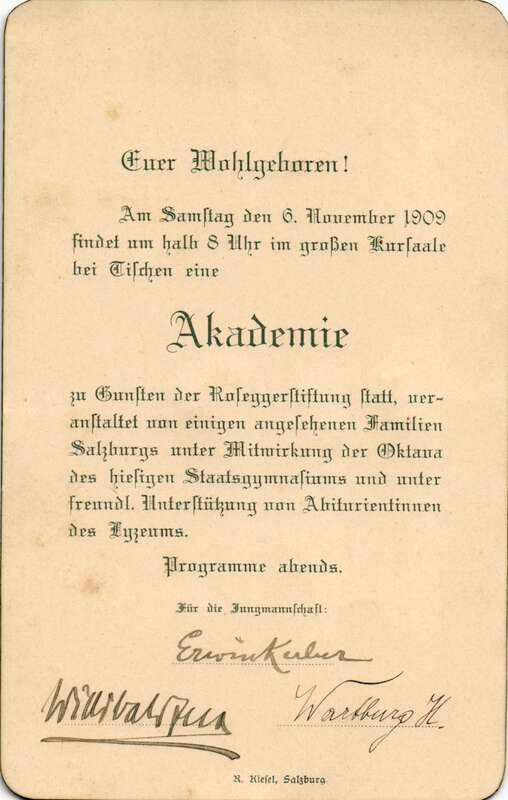 Euer Wohlgeboren!
Am Samstag den 6. November 1909
findet um halb 8 Uhr im großen Kursaale
bei Tischen eine
Akademie
zu Gunsten der Roseggerstiftung statt, ver-
anstaltet von einigen angesehenen Familien
Salzburgs unter Mitwirkung der Oktava
des hiesigen Staatsgymnasiums und unter
freundl. Unterstützung von Abiturientinnen
des Lyzeums.
Programme abends.
Für die Jungmannschaft:
Erwin Kerber
Wartburg H.
R. Kiesel, Salzburg